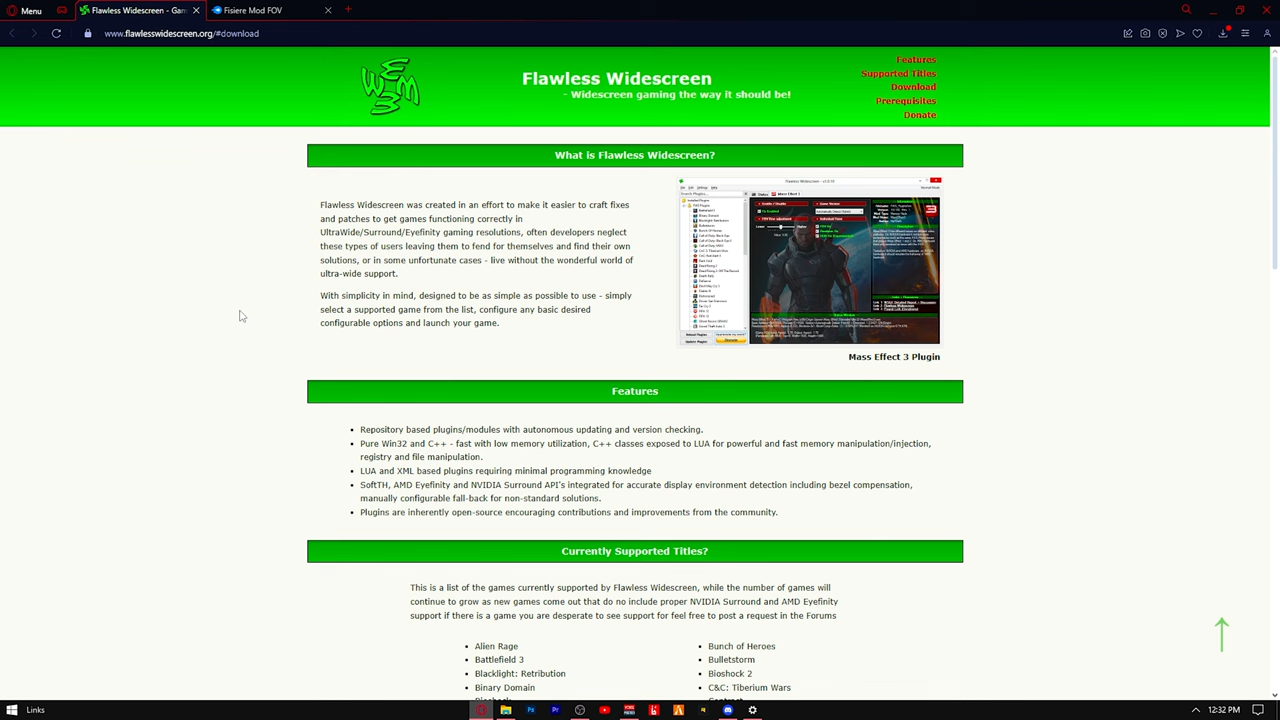 Menu
Flawless Widescreen - Gam
Fisiere Mod FOV
www.flawlesswidescreen.org/#download
WEM3
Flawless Widescreen
- Widescreen gaming the way it should be!
Features
Supported Titles
Download
Prerequisites
Donate
What is Flawless Widescreen?
Flawless Widescreen was created in an effort to make it easier to craft fixes
and patches to get games functioning correctly in
UltraWide/Surround/Eyefinity gaming resolutions, often developers neglect
these types of users leaving them to fend for themselves and find their own
solutions, or in some unfortunate cases - live without the wonderful world of
ultra-wide support.
With simplicity in mind, designed to be as simple as possible to use - simply
select a supported game from the list, configure any basic desired
configurable options and launch your game.
Mass Effect 3 Plugin
Features
• Repository based plugins/modules with autonomous updating and version checking.
• Pure Win32 and C++ - fast with low memory utilization, C++ classes exposed to LUA for powerful and fast memory manipulation/injection,
registry and file manipulation.
• LUA and XML based plugins requiring minimal programming knowledge
• SoftTH, AMD Eyefinity and NVIDIA Surround API's integrated for accurate display environment detection including bezel compensation,
manually configurable fall-back for non-standard solutions.
• Plugins are inherently open-source encouraging contributions and improvements from the community.
Currently Supported Titles?
This is a list of the games currently supported by Flawless Widescreen, while the number of games will
continue to grow as new games come out that do no include proper NVIDIA Surround and AMD Eyefinity
support if there is a game you are desperate to see support for feel free to post a request in the Forums
• Alien Rage
• Battlefield 3
• Blacklight: Retribution
• Binary Domain
• Bunch of Heroes
• Bulletstorm
• Bioshock 2
• C&C: Tiberium Wars
Links
12:32 PM